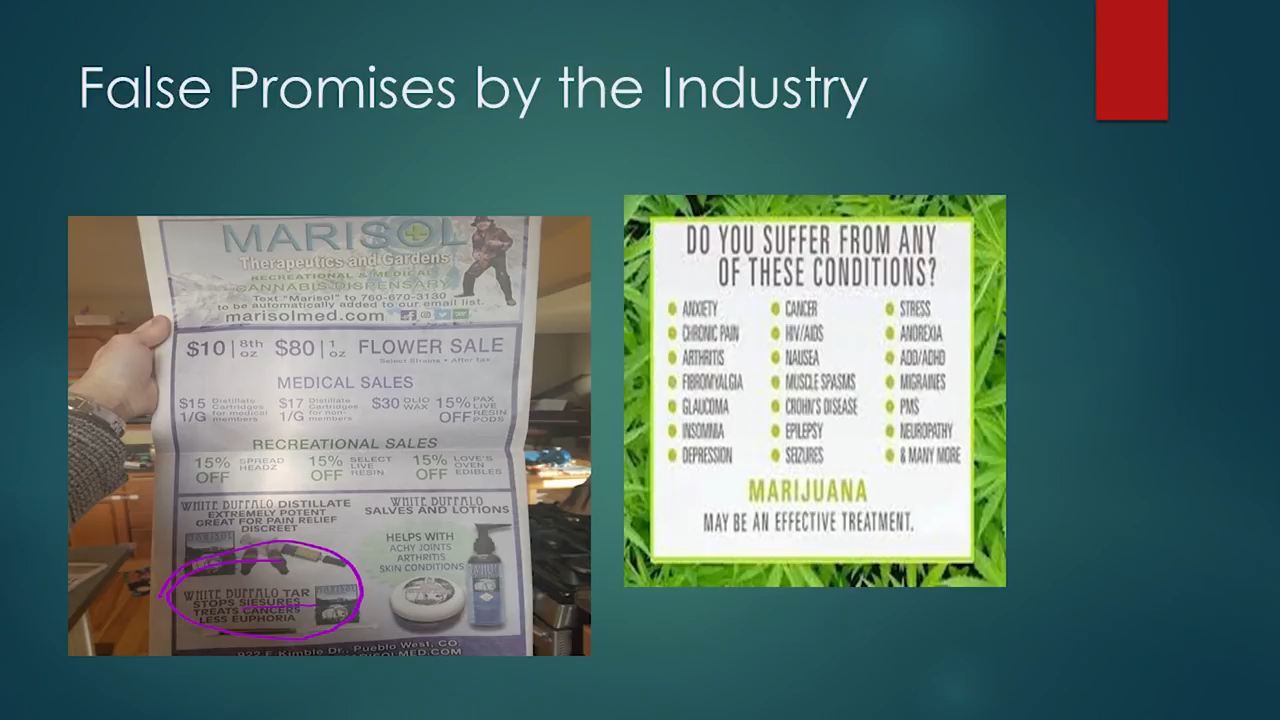 False Promises by the Industry
MARISOL
Therapeutics and Gardens
RECREATIONAL & MEDICAL
CANNABIS DISPENSARY
Text "Marisol" to 760-670-3130
to be automatically added to our email list.
marisolmed.com
$10 | 8th oz $80 | 1 oz FLOWER SALE
Select Strains • After tax
MEDICAL SALES
$15 1/G Distillate Cartridges for medical members
$17 1/G Distillate Cartridges for non-members
$30 OLIO WAX
15% OFF PAX LIVE RESIN PODS
RECREATIONAL SALES
15% OFF SPREAD HEADZ
15% OFF SELECT LIVE RESIN
15% OFF LOVE'S OVEN EDIBLES
WHITE BUFFALO DISTILLATE
EXTREMELY POTENT
GREAT FOR PAIN RELIEF
DISCREET
WHITE BUFFALO TAR
STOPS SIESURES
TREATS CANCERS
LESS EUPHORIA
WHITE BUFFALO
SALVES AND LOTIONS
HELPS WITH
ACHY JOINTS
ARTHRITIS
SKIN CONDITIONS
922 E Kimble Dr., Pueblo West, CO.
DO YOU SUFFER FROM ANY
OF THESE CONDITIONS?
ANXIETY
CHRONIC PAIN
ARTHRITIS
FIBROMYALGIA
GLAUCOMA
INSOMNIA
DEPRESSION
CANCER
HIV/AIDS
NAUSEA
MUSCLE SPASMS
CROHN'S DISEASE
EPILEPSY
SEIZURES
STRESS
ANOREXIA
ADD/ADHD
MIGRAINES
PMS
NEUROPATHY
& MANY MORE
MARIJUANA
MAY BE AN EFFECTIVE TREATMENT.